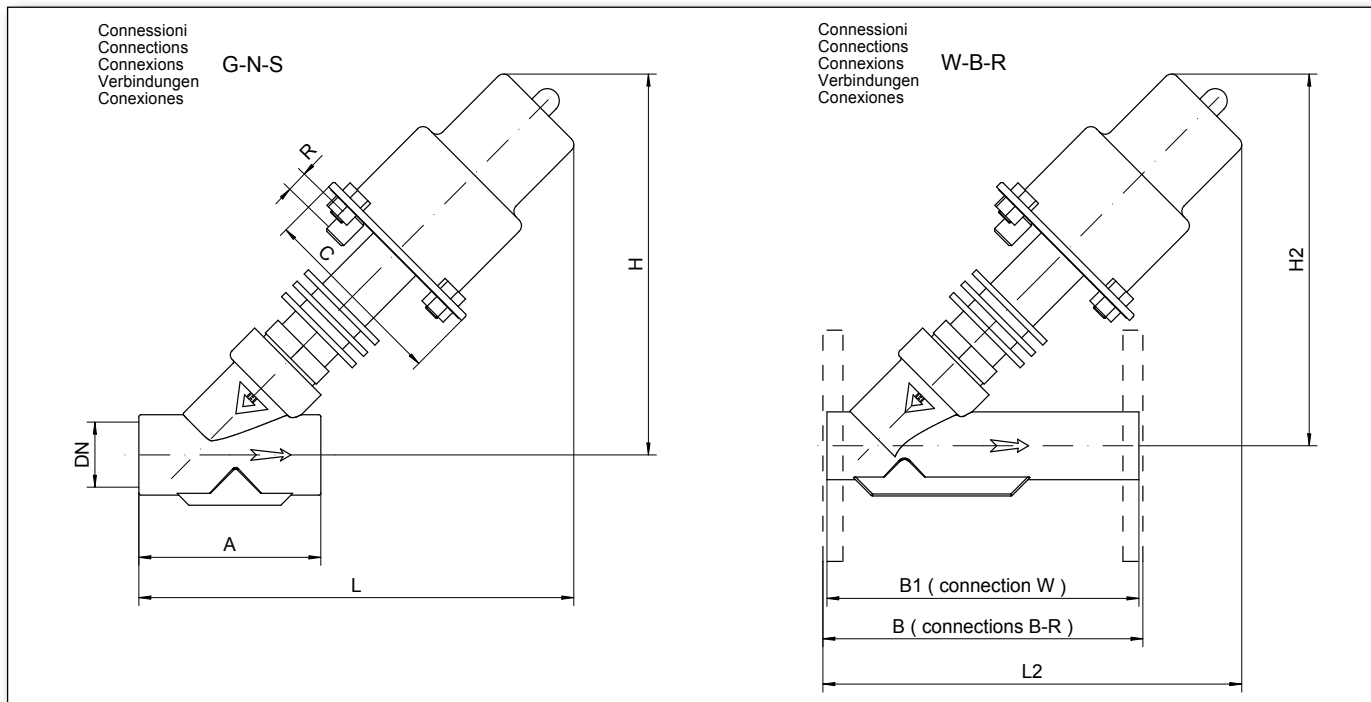 Connessioni
Connections
Connexions
Verbindungen
Conexiones
G-N-S
R
C
H
DN
A
L
Connessioni
Connections
Connexions
Verbindungen
Conexiones
W-B-R
H2
B1 ( connection W )
B ( connections B-R )
L2